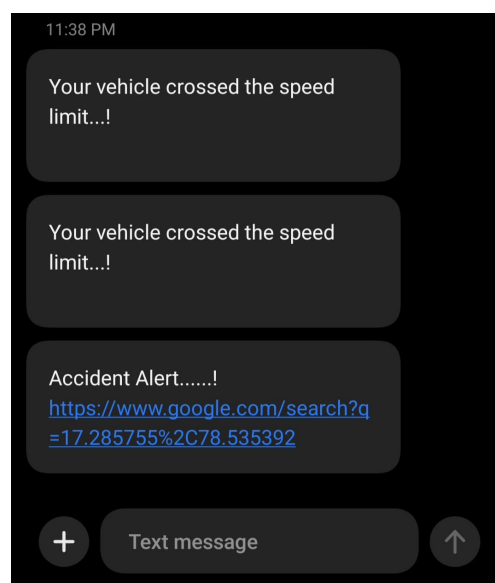 11:38 PM
Your vehicle crossed the speed
limit...!
Your vehicle crossed the speed
limit...!
Accident Alert......!
https://www.google.com/search?q
=17.285755%2C78.535392
Text message